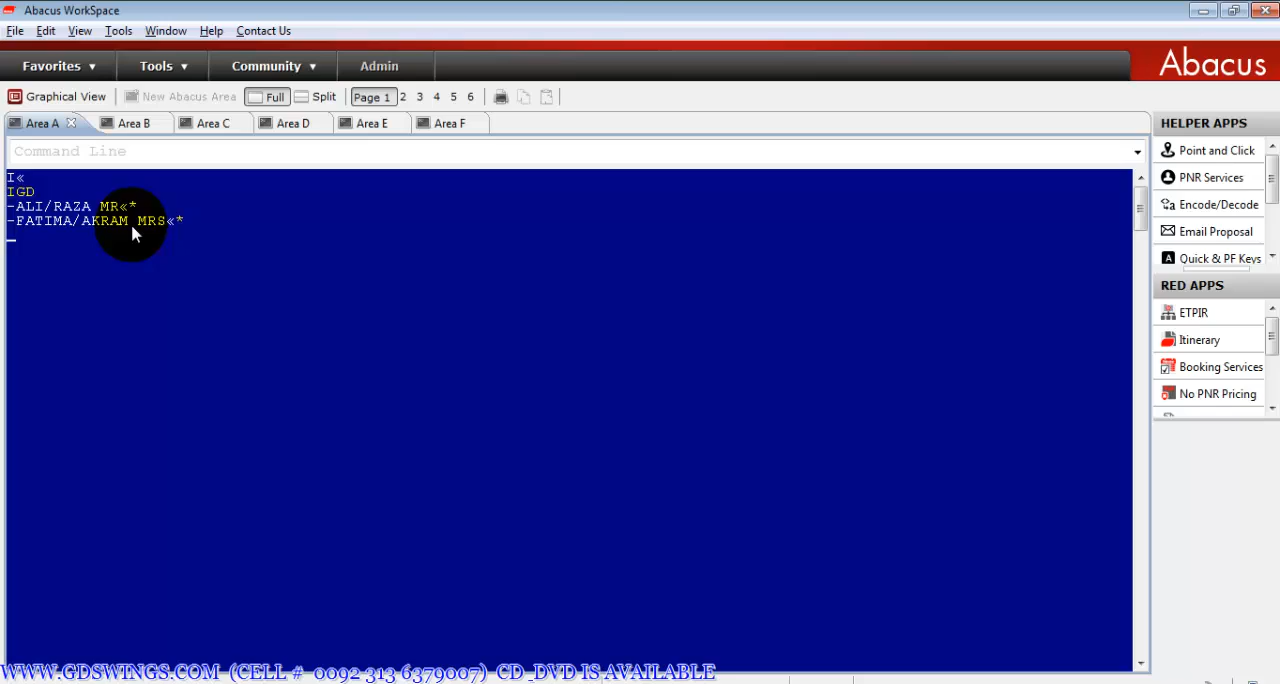 Abacus WorkSpace
File Edit View Tools Window Help Contact Us
Favorites ▾ Tools ▾ Community ▾ Admin
Abacus
Graphical View New Abacus Area Full Split Page 1 2 3 4 5 6
Area A Area B Area C Area D Area E Area F
Command Line
I«
IGD
-ALI/RAZA MR«*
-FATIMA/AKRAM MRS«*
HELPER APPS
Point and Click
PNR Services
Encode/Decode
Email Proposal
Quick & PF Keys
RED APPS
ETPIR
Itinerary
Booking Services
No PNR Pricing
WWW.GDSWINGS.COM (CELL # 0092 313 6379007) CD_DVD IS AVAILABLE